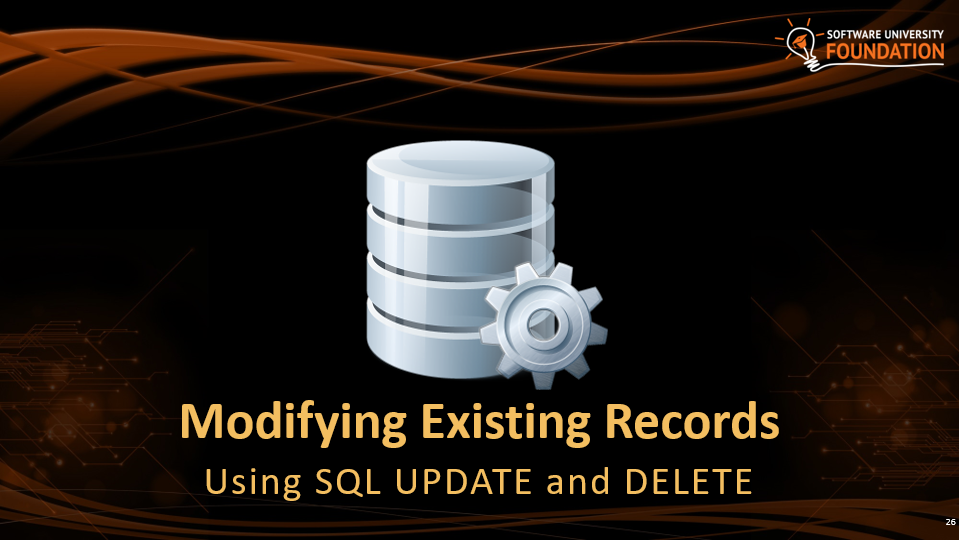 SOFTWARE UNIVERSITY
FOUNDATION
Modifying Existing Records
Using SQL UPDATE and DELETE
26